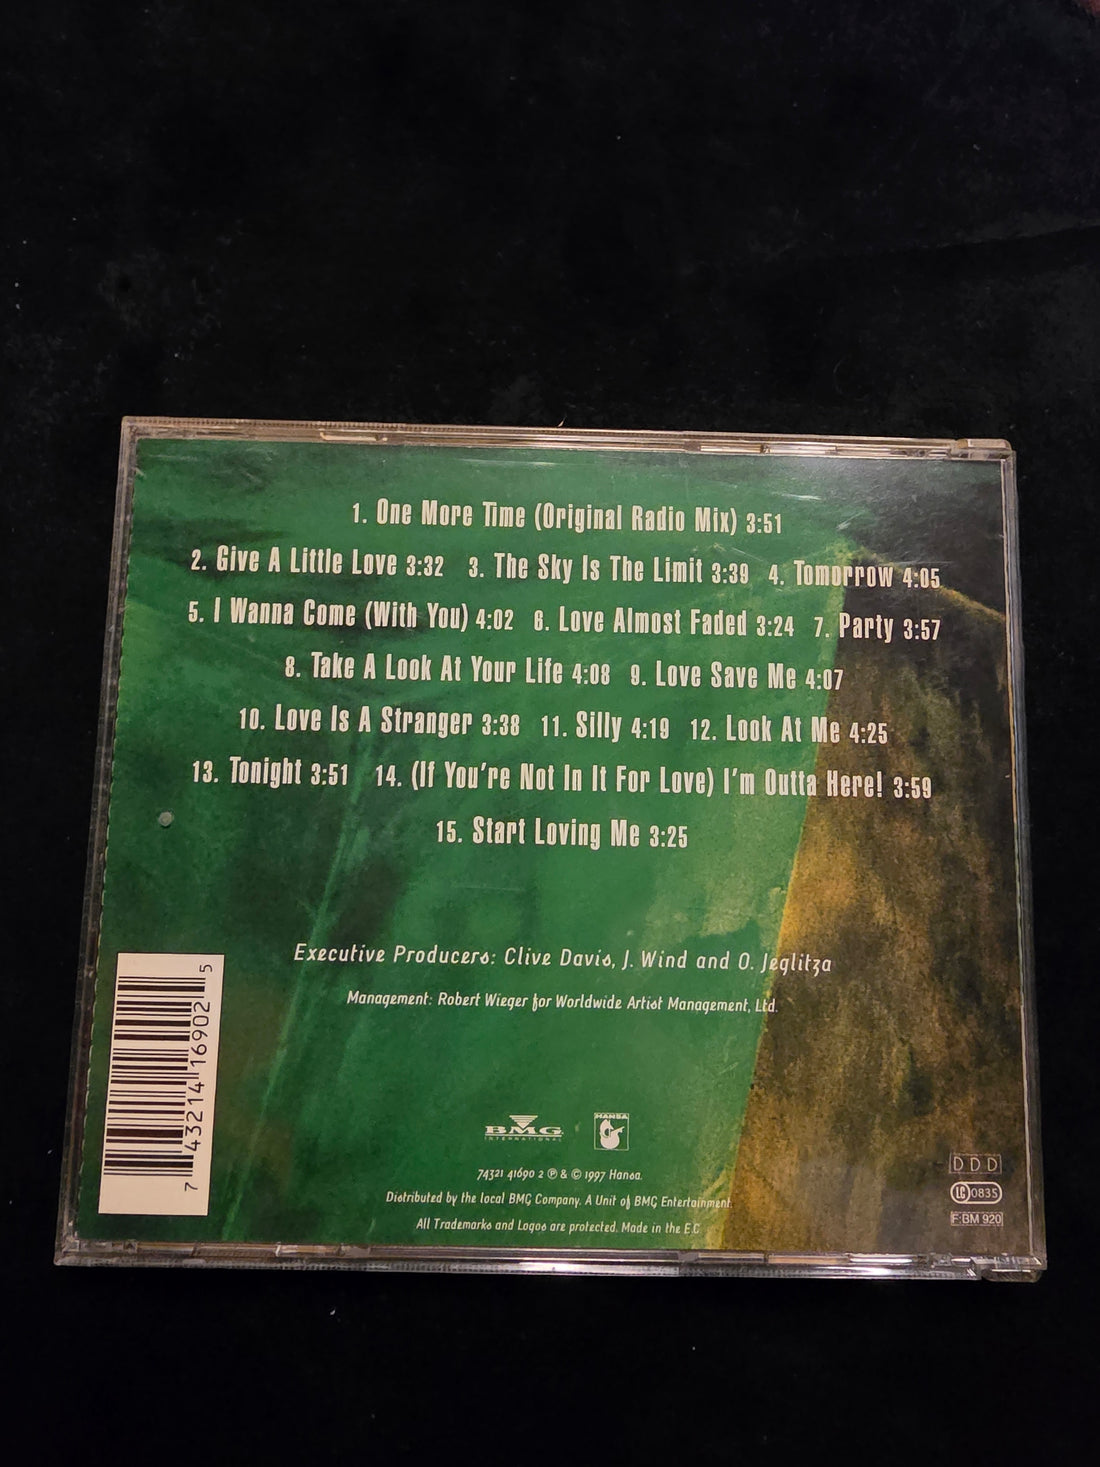 1. One More Time (Original Radio Mix) 3:51
2. Give A Little Love 3:32 3. The Sky Is The Limit 3:39 4. Tomorrow 4:05
5. I Wanna Come (With You) 4:02 6. Love Almost Faded 3:24 7. Party 3:57
8. Take A Look At Your Life 4:08 9. Love Save Me 4:07
10. Love Is A Stranger 3:38 11. Silly 4:19 12. Look At Me 4:25
13. Tonight 3:51 14. (If You're Not In It For Love) I'm Outta Here! 3:59
15. Start Loving Me 3:25
Executive Producers: Clive Davis, J. Wind and O. Jeglitza
Management: Robert Wieger for Worldwide Artist Management, Ltd.
7 43214 16902 5
BMG
INTERNATIONAL
HANSA
74321 41690 2 ℗ & © 1997 Hansa.
Distributed by the local BMG Company. A Unit of BMG Entertainment.
All Trademarks and Logos are protected. Made in the E.C
DDD
LC 0835
F:BM 920